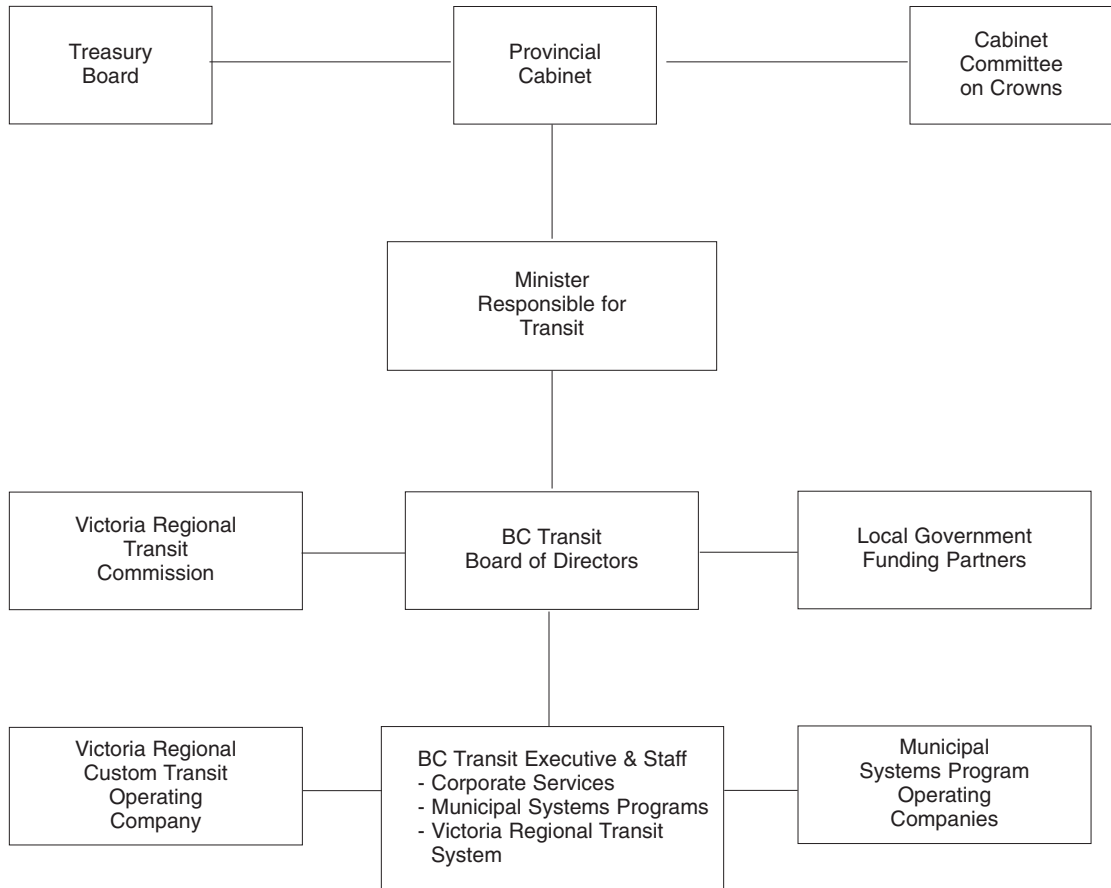 Treasury
Board
Provincial
Cabinet
Cabinet
Committee
on Crowns
Minister
Responsible for
Transit
Victoria Regional
Transit
Commission
BC Transit
Board of Directors
Local Government
Funding Partners
Victoria Regional
Custom Transit
Operating
Company
BC Transit Executive & Staff
- Corporate Services
- Municipal Systems Programs
- Victoria Regional Transit
System
Municipal
Systems Program
Operating
Companies